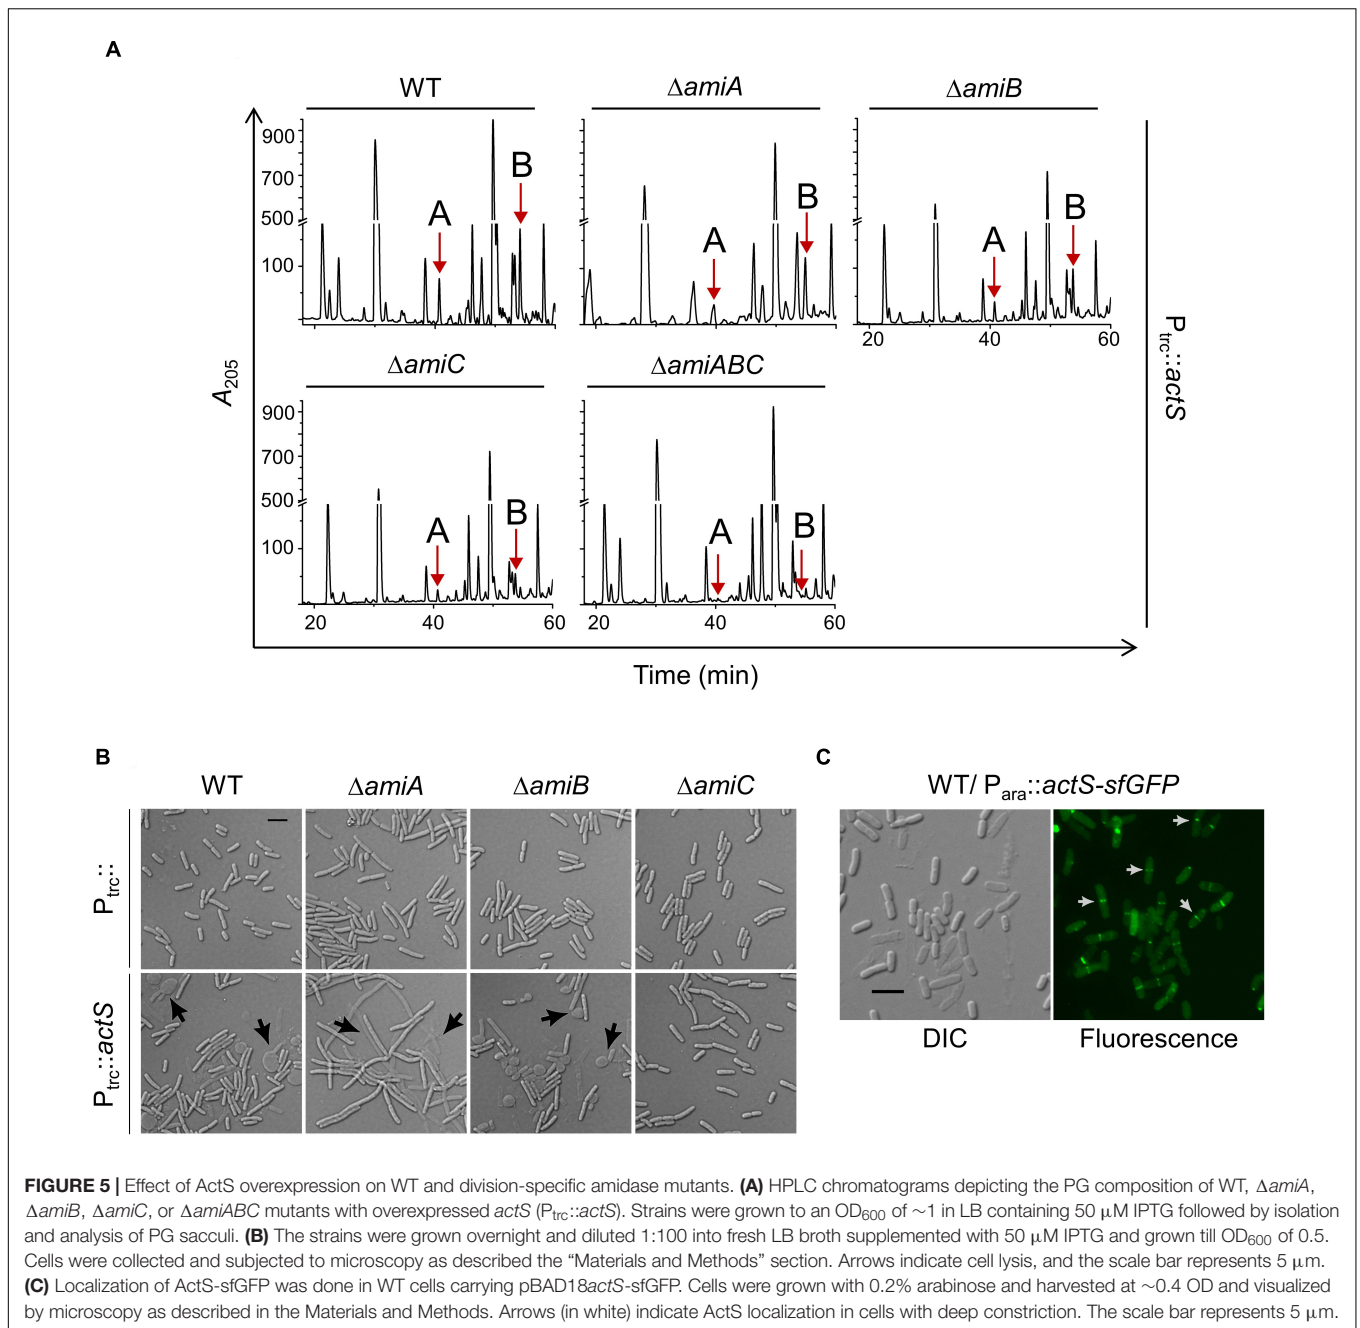 A
WT
ΔamiA
ΔamiB
900
700
500
100
A
B
A
B
A
B
20
40
60
ΔamiC
ΔamiABC
900
700
500
100
A
B
A
B
20
40
60
20
40
60
A205
Time (min)
Ptrc::actS
B
WT
ΔamiA
ΔamiB
ΔamiC
Ptrc::
Ptrc::actS
C
WT/ Para::actS-sfGFP
DIC
Fluorescence
FIGURE 5 | Effect of ActS overexpression on WT and division-specific amidase mutants. (A) HPLC chromatograms depicting the PG composition of WT, ΔamiA,
ΔamiB, ΔamiC, or ΔamiABC mutants with overexpressed actS (Ptrc::actS). Strains were grown to an OD600 of ~1 in LB containing 50 μM IPTG followed by isolation
and analysis of PG sacculi. (B) The strains were grown overnight and diluted 1:100 into fresh LB broth supplemented with 50 μM IPTG and grown till OD600 of 0.5.
Cells were collected and subjected to microscopy as described the “Materials and Methods” section. Arrows indicate cell lysis, and the scale bar represents 5 μm.
(C) Localization of ActS-sfGFP was done in WT cells carrying pBAD18actS-sfGFP. Cells were grown with 0.2% arabinose and harvested at ~0.4 OD and visualized
by microscopy as described in the Materials and Methods. Arrows (in white) indicate ActS localization in cells with deep constriction. The scale bar represents 5 μm.